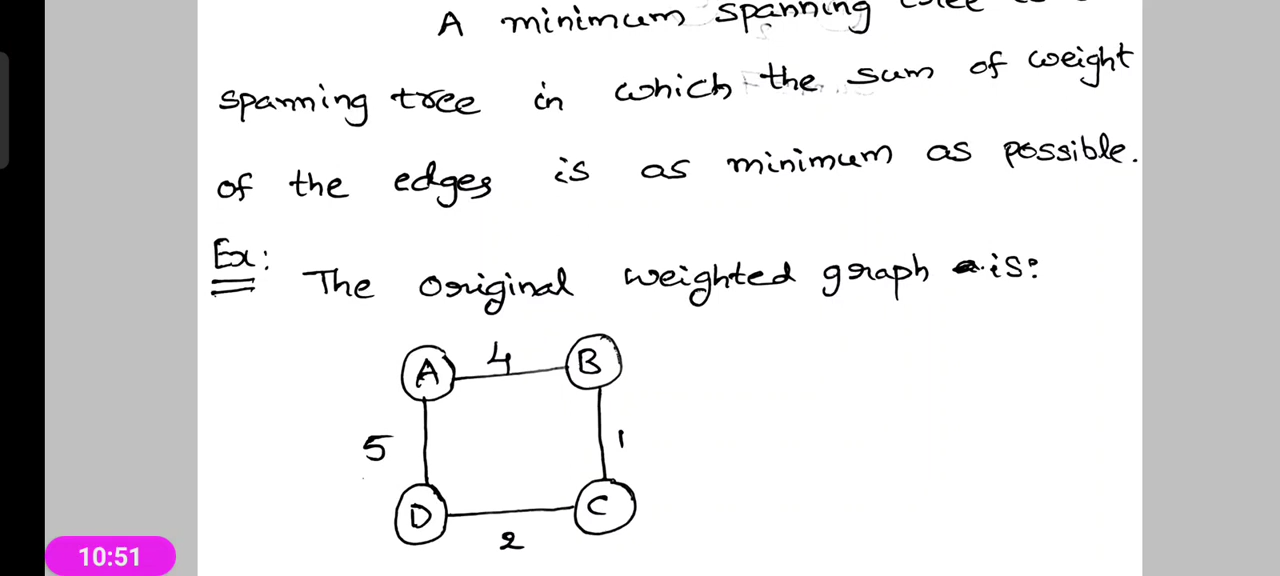 A minimum spanning
spanning tree in which the sum of weight
of the edges is as minimum as possible.
Ex:
The original weighted graph is:
A 4 B
5 1
D C
2
10:51